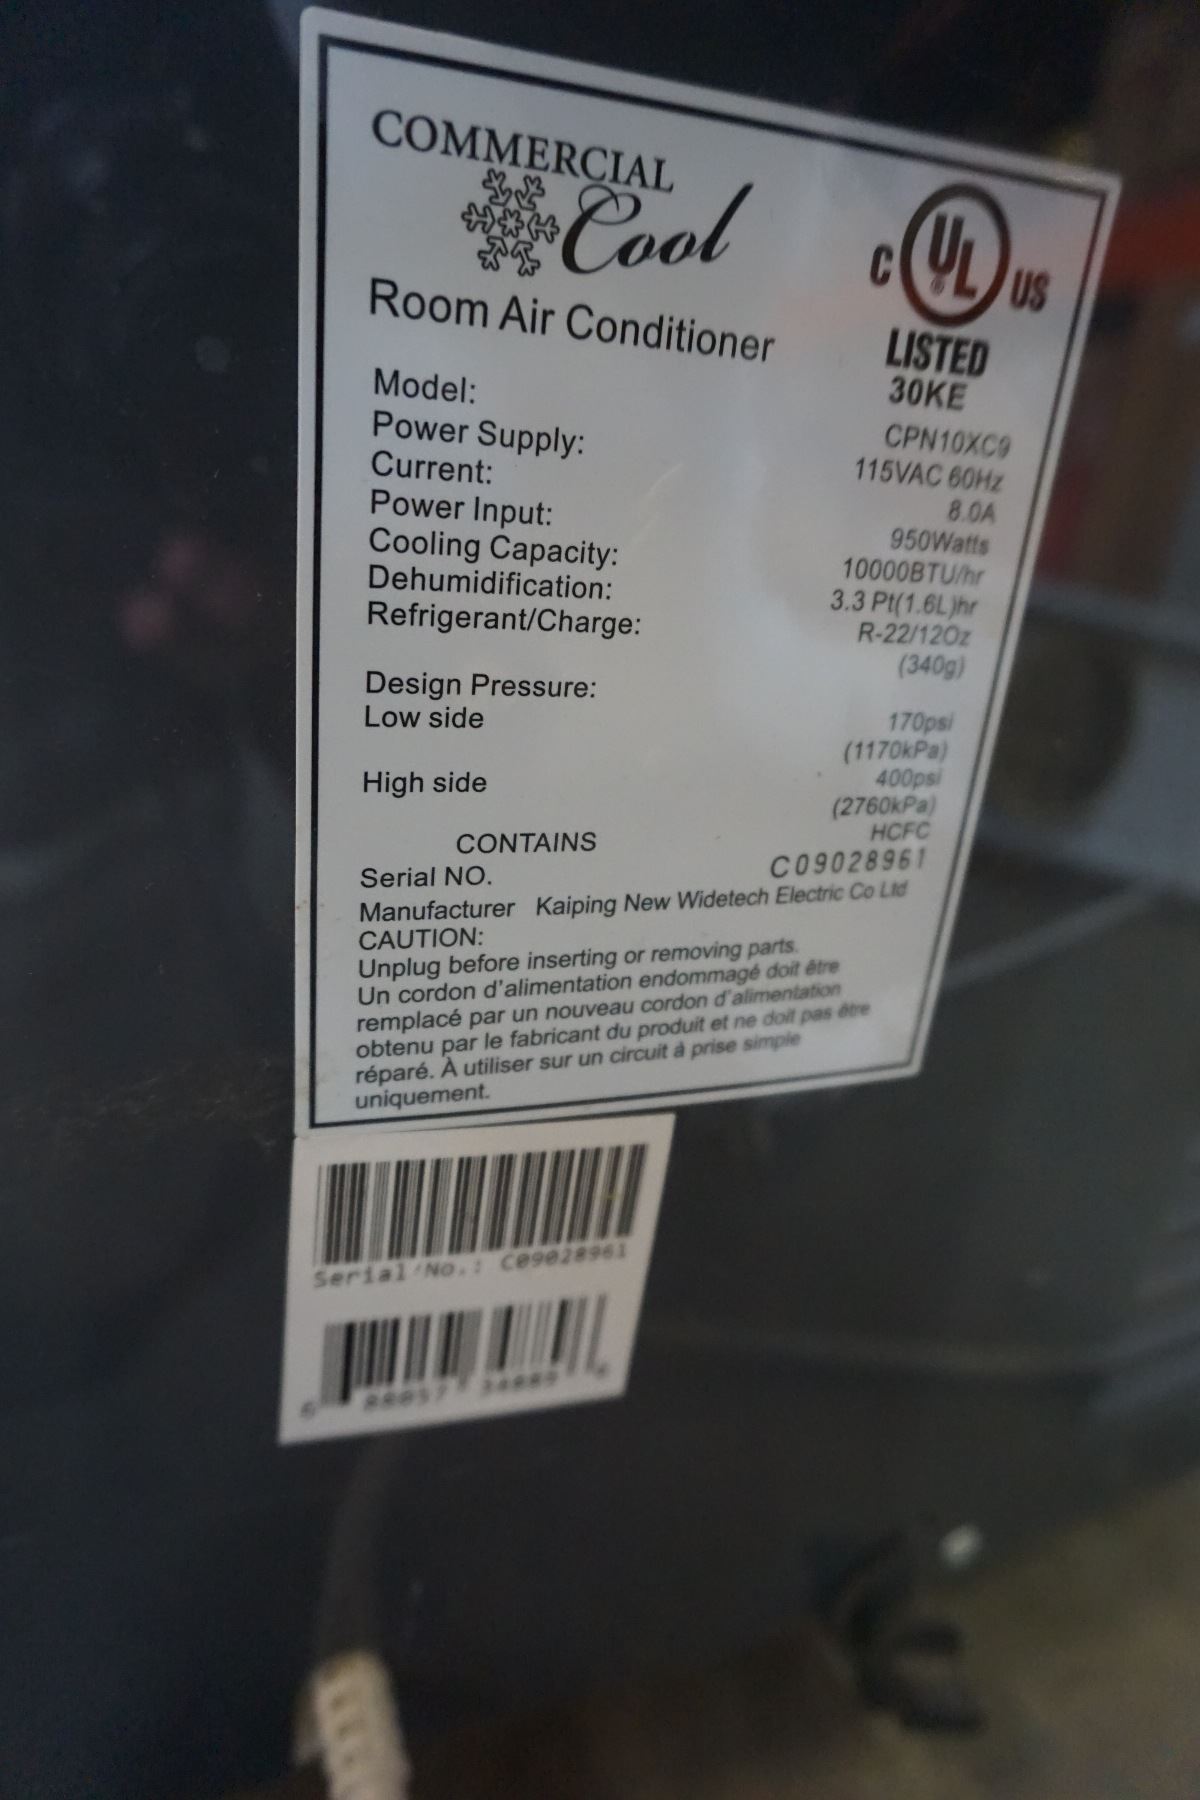 COMMERCIAL
Cool
C UL® US
LISTED
30KE
Room Air Conditioner
Model: CPN10XC9
Power Supply: 115VAC 60Hz
Current: 8.0A
Power Input: 950Watts
Cooling Capacity: 10000BTU/hr
Dehumidification: 3.3 Pt(1.6L)hr
Refrigerant/Charge: R-22/12Oz
(340g)
Design Pressure:
Low side 170psi
(1170kPa)
High side 400psi
(2760kPa)
CONTAINS HCFC
Serial NO. C09028961
Manufacturer Kaiping New Widetech Electric Co Ltd
CAUTION:
Unplug before inserting or removing parts.
Un cordon d'alimentation endommagé doit être
remplacé par un nouveau cordon d'alimentation
obtenu par le fabricant du produit et ne doit pas être
réparé. À utiliser sur un circuit à prise simple
uniquement.
Serial No.: C09028961
6 88057